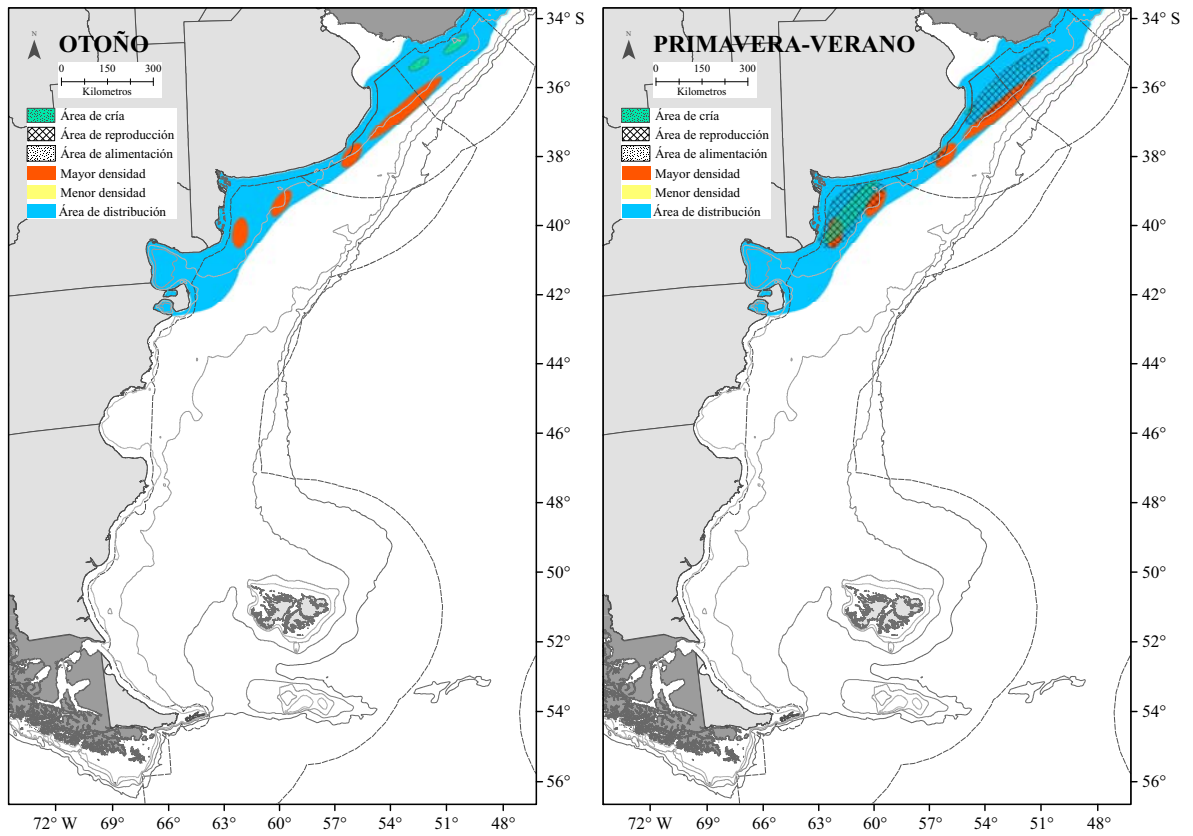 N
OTOÑO
0 150 300
Kilometros
Área de cría
Área de reproducción
Área de alimentación
Mayor densidad
Menor densidad
Área de distribución
72° W 69° 66° 63° 60° 57° 54° 51° 48°
34° S
36°
38°
40°
42°
44°
46°
48°
50°
52°
54°
56°
N
PRIMAVERA-VERANO
0 150 300
Kilometros
Área de cría
Área de reproducción
Área de alimentación
Mayor densidad
Menor densidad
Área de distribución
72° W 69° 66° 63° 60° 57° 54° 51° 48°
34° S
36°
38°
40°
42°
44°
46°
48°
50°
52°
54°
56°